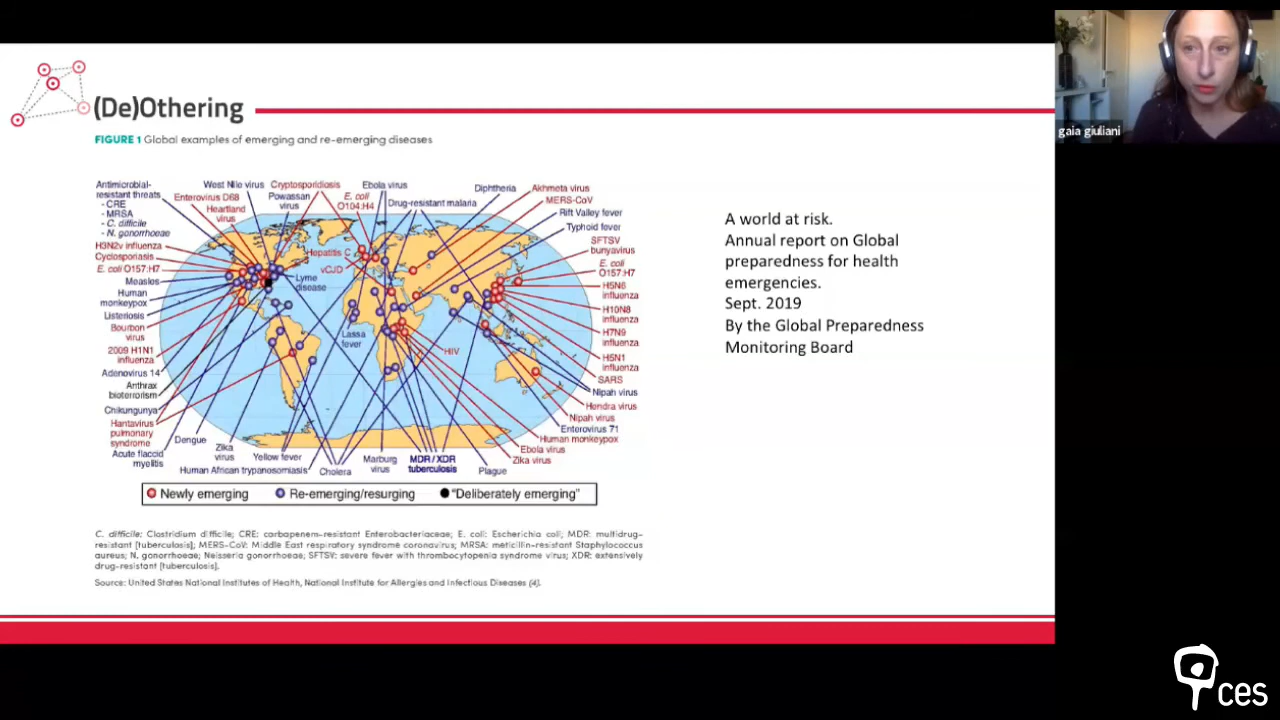 (De)Othering
FIGURE 1 Global examples of emerging and re-emerging diseases
Antimicrobial-
resistant threats
- CRE
- MRSA
- C. difficile
- N. gonorrhoeae
H3N2v influenza
Cyclosporiasis
E. coli O157:H7
Measles
Human
monkeypox
Listeriosis
Bourbon
virus
2009 H1N1
influenza
Adenovirus 14
Anthrax
bioterrorism
Chikungunya
Hantavirus
pulmonary
syndrome
Acute flaccid
myelitis
West Nile virus
Enterovirus D68
Heartland
virus
Cryptosporidiosis
Powassan
virus
E. coli
O104:H4
Ebola virus
Drug-resistant malaria
Diphtheria
Hepatitis C
vCJD
Lyme
disease
Lassa
fever
HIV
Akhmeta virus
MERS-CoV
Rift Valley fever
Typhoid fever
SFTSV
bunyavirus
E. coli
O157:H7
H5N6
influenza
H10N8
influenza
H7N9
influenza
H5N1
influenza
SARS
Nipah virus
Hendra virus
Nipah virus
Enterovirus 71
Human monkeypox
Ebola virus
Zika virus
Dengue
Zika
virus
Yellow fever
Human African trypanosomiasis
Cholera
Marburg
virus
MDR/XDR
tuberculosis
Plague
Newly emerging
Re-emerging/resurging
"Deliberately emerging"
C. difficile: Clostridium difficile; CRE: carbapenem-resistant Enterobacteriaceae; E. coli: Escherichia coli; MDR: multidrug-
resistant [tuberculosis]; MERS-CoV: Middle East respiratory syndrome coronavirus; MRSA: meticillin-resistant Staphylococcus
aureus; N. gonorrhoeae; Neisseria gonorrhoeae; SFTSV: severe fever with thrombocytopenia syndrome virus; XDR: extensively
drug-resistant [tuberculosis].
Source: United States National Institutes of Health, National Institute for Allergies and Infectious Diseases (4).
A world at risk.
Annual report on Global
preparedness for health
emergencies.
Sept. 2019
By the Global Preparedness
Monitoring Board
gaia giuliani
ces